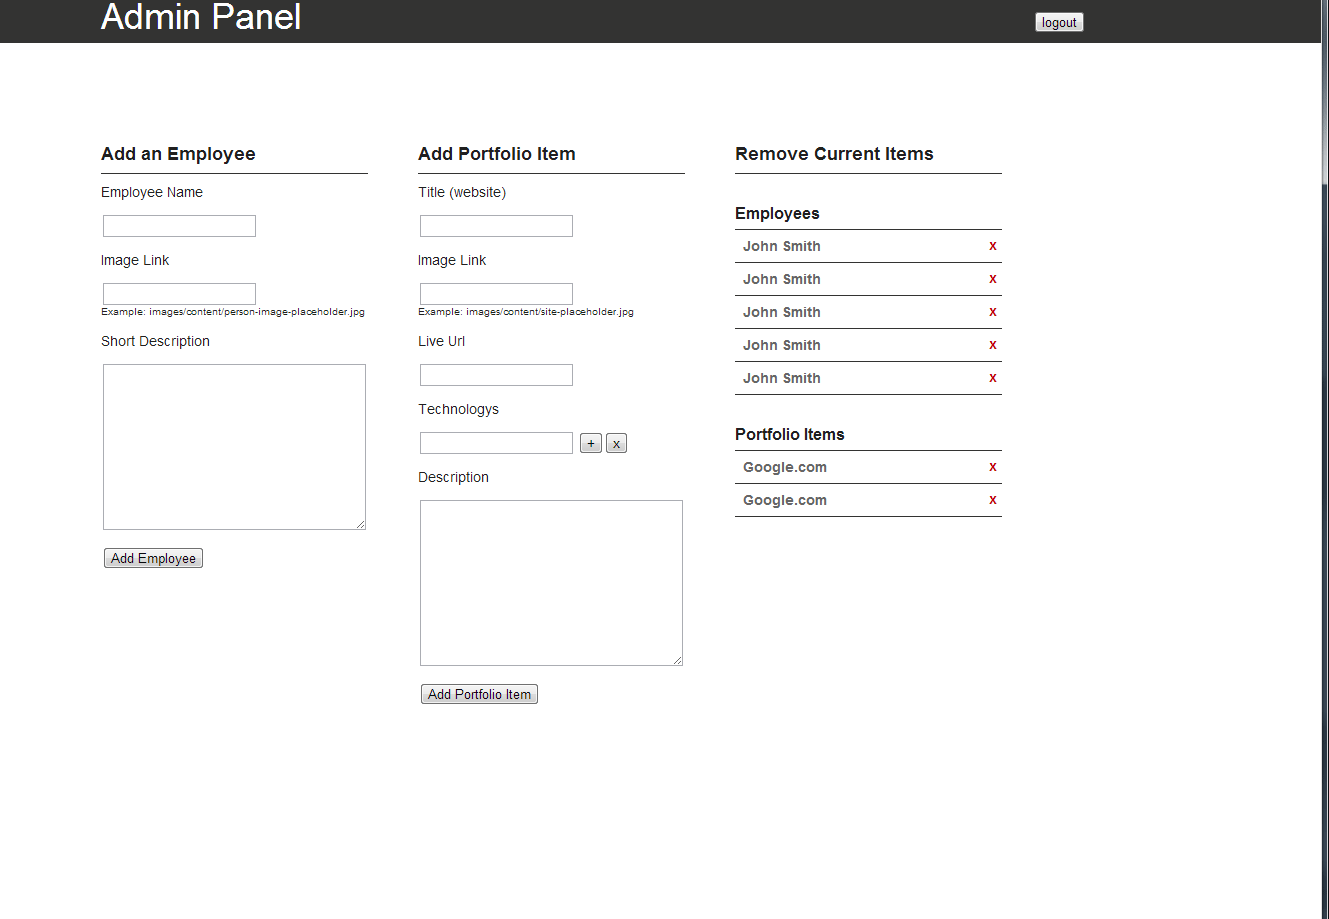 Admin Panel
logout
Add an Employee
Employee Name
Image Link
Example: images/content/person-image-placeholder.jpg
Short Description
Add Employee
Add Portfolio Item
Title (website)
Image Link
Example: images/content/site-placeholder.jpg
Live Url
Technologys
+ x
Description
Add Portfolio Item
Remove Current Items
Employees
John Smith x
John Smith x
John Smith x
John Smith x
John Smith x
Portfolio Items
Google.com x
Google.com x